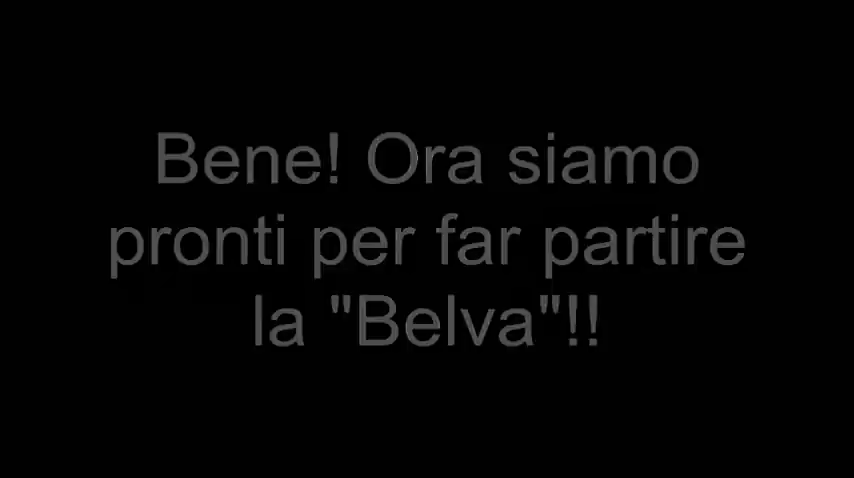 Bene! Ora siamo
pronti per far partire
la "Belva"!!